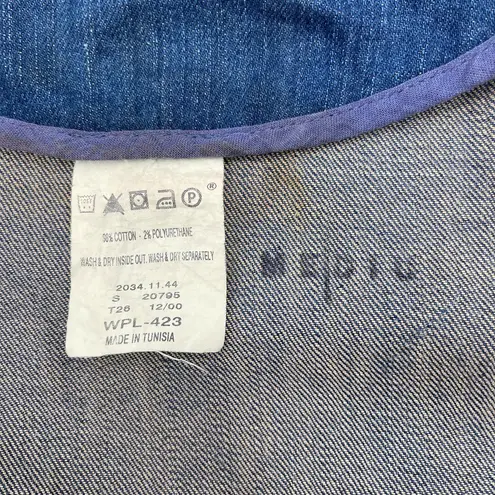 ®
98% COTTON - 2% POLYURETHANE
WASH & DRY INSIDE OUT. WASH & DRY SEPARATELY
2034.11.44
S 20795
T26 12/00
WPL-423
MADE IN TUNISIA
MEDIU